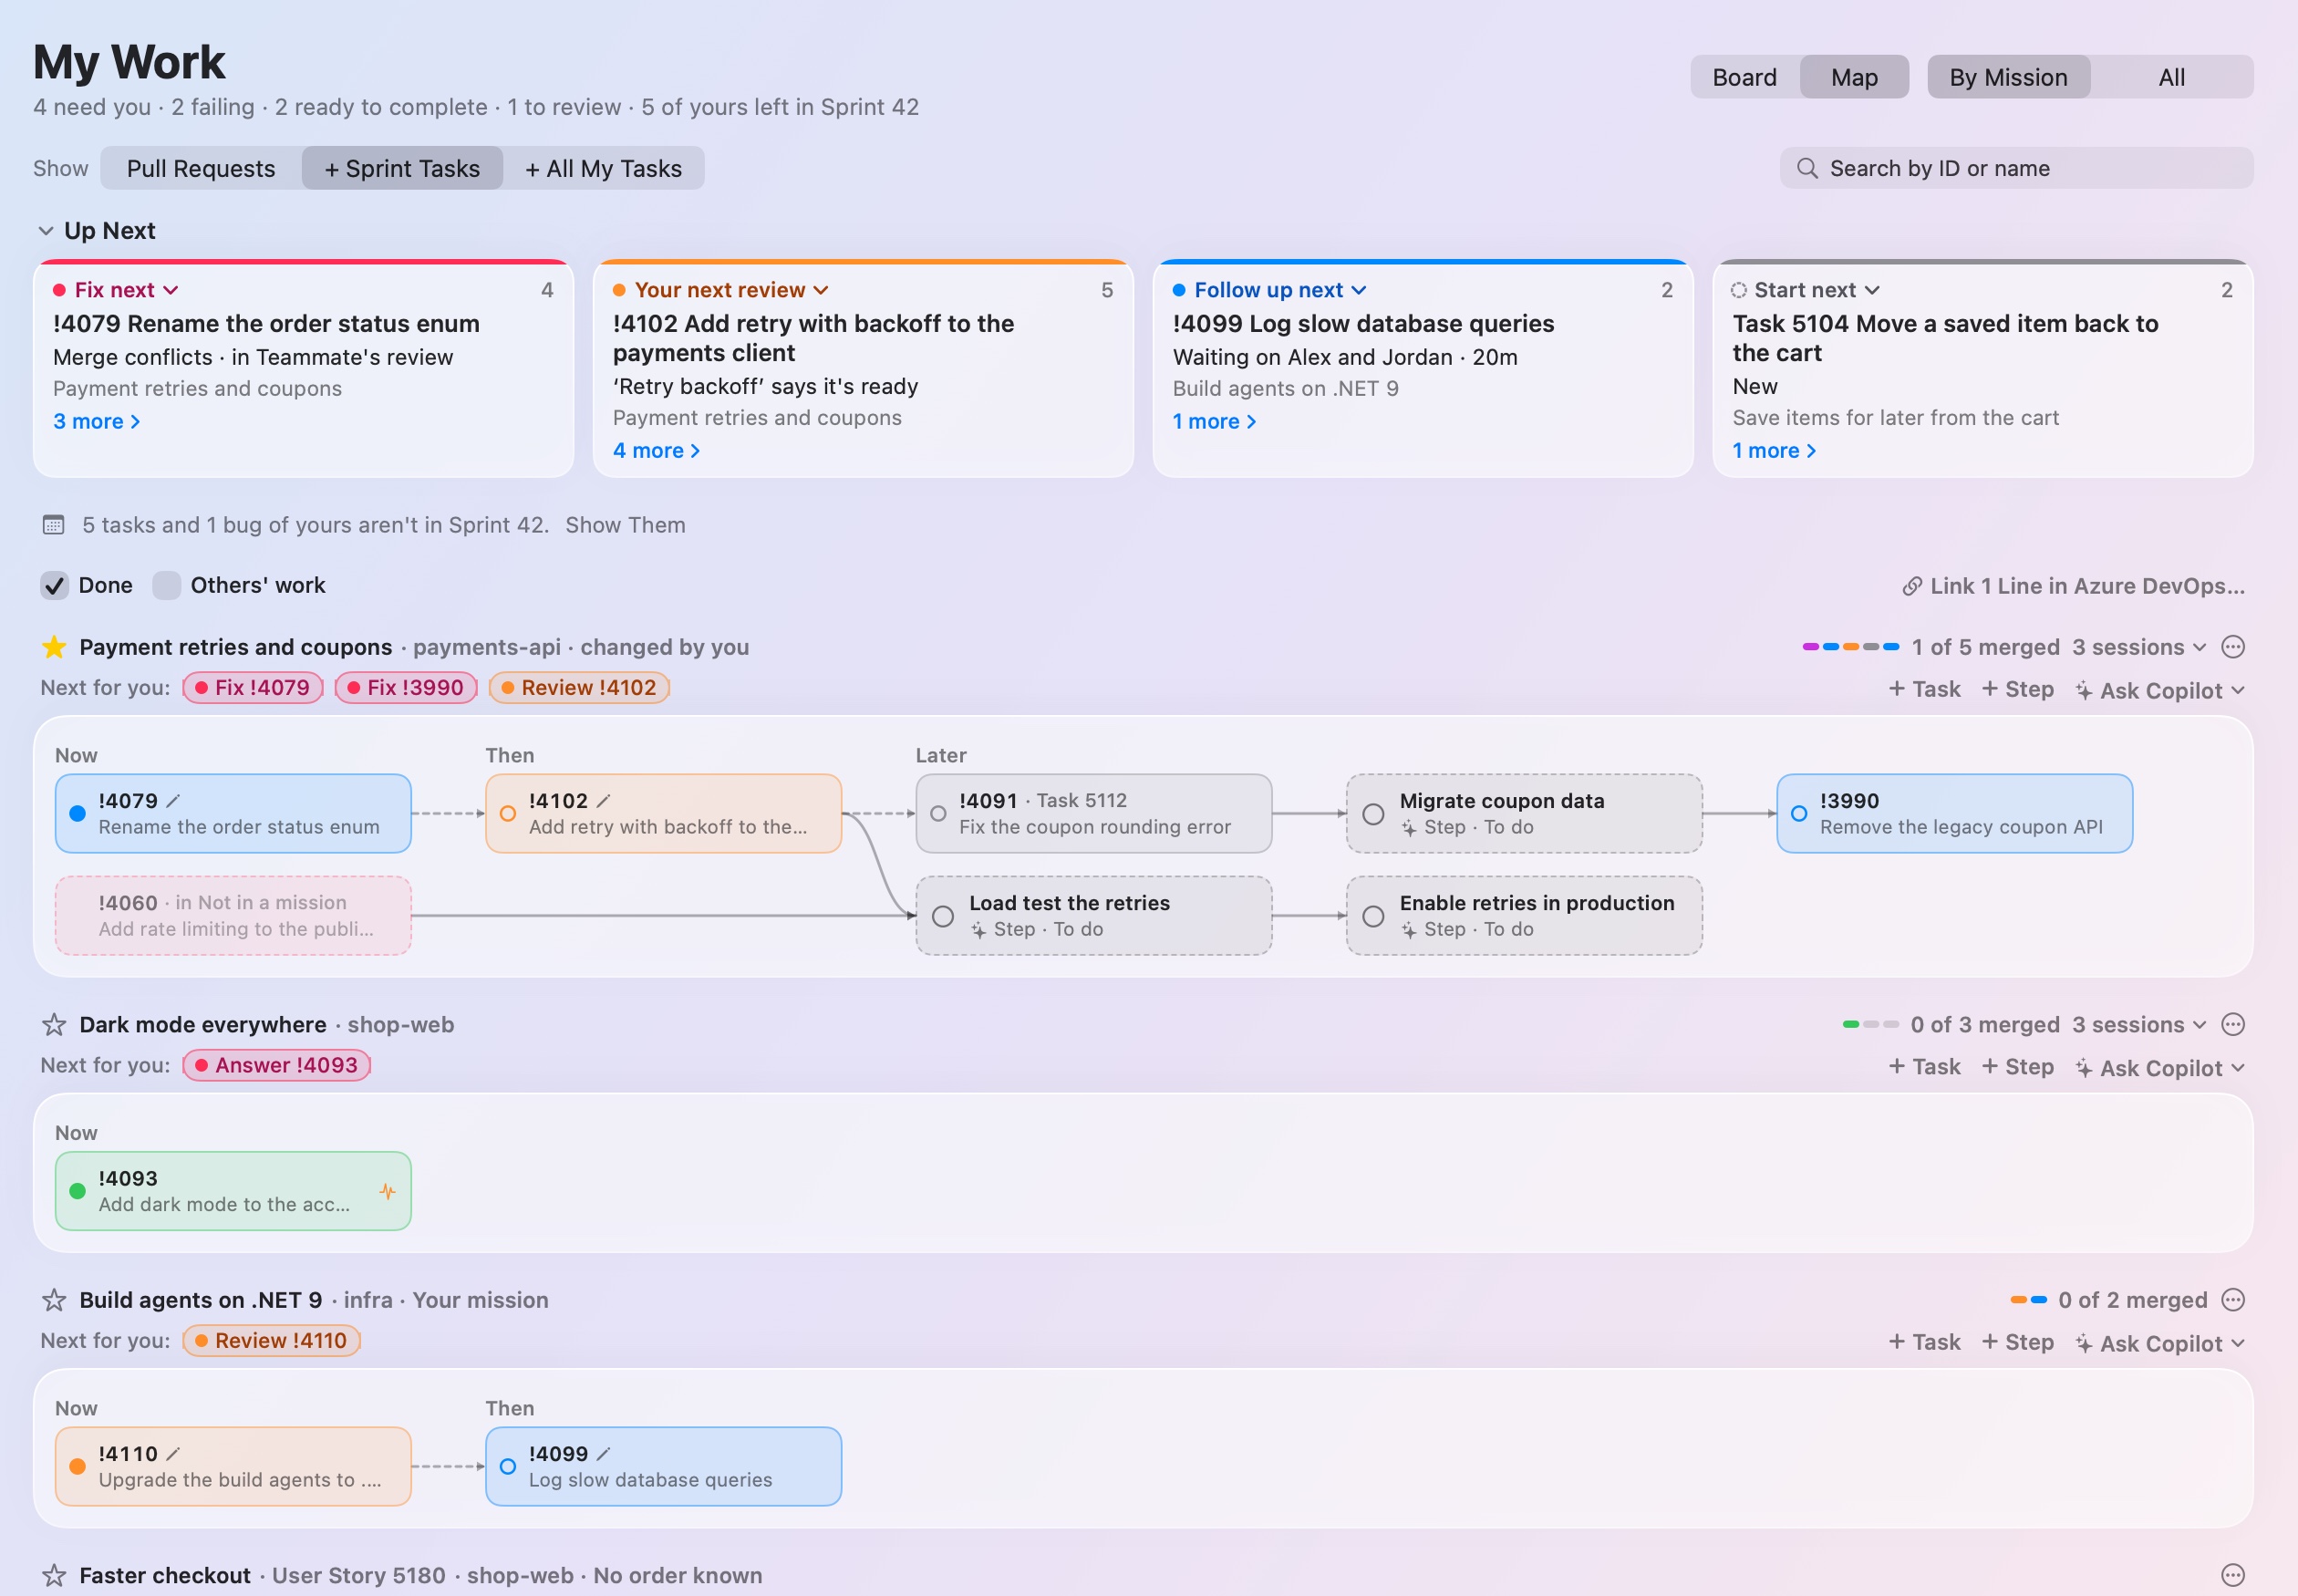 My Work
Board Map By Mission All
4 need you · 2 failing · 2 ready to complete · 1 to review · 5 of yours left in Sprint 42
Show Pull Requests + Sprint Tasks + All My Tasks
Search by ID or name
Up Next
Fix next 4
!4079 Rename the order status enum
Merge conflicts · in Teammate's review
Payment retries and coupons
3 more
Your next review 5
!4102 Add retry with backoff to the
payments client
‘Retry backoff’ says it's ready
Payment retries and coupons
4 more
Follow up next 2
!4099 Log slow database queries
Waiting on Alex and Jordan · 20m
Build agents on .NET 9
1 more
Start next 2
Task 5104 Move a saved item back to
the cart
New
Save items for later from the cart
1 more
5 tasks and 1 bug of yours aren't in Sprint 42. Show Them
Done Others' work
Link 1 Line in Azure DevOps...
Payment retries and coupons · payments-api · changed by you
1 of 5 merged 3 sessions
Next for you: Fix !4079 Fix !3990 Review !4102
+ Task + Step Ask Copilot
Now Then Later
!4079
Rename the order status enum
!4102
Add retry with backoff to the...
!4091 · Task 5112
Fix the coupon rounding error
Migrate coupon data
Step · To do
!3990
Remove the legacy coupon API
!4060 · in Not in a mission
Add rate limiting to the publi...
Load test the retries
Step · To do
Enable retries in production
Step · To do
Dark mode everywhere · shop-web
0 of 3 merged 3 sessions
Next for you: Answer !4093
+ Task + Step Ask Copilot
Now
!4093
Add dark mode to the acc...
Build agents on .NET 9 · infra · Your mission
0 of 2 merged
Next for you: Review !4110
+ Task + Step Ask Copilot
Now Then
!4110
Upgrade the build agents to ....
!4099
Log slow database queries
Faster checkout · User Story 5180 · shop-web · No order known